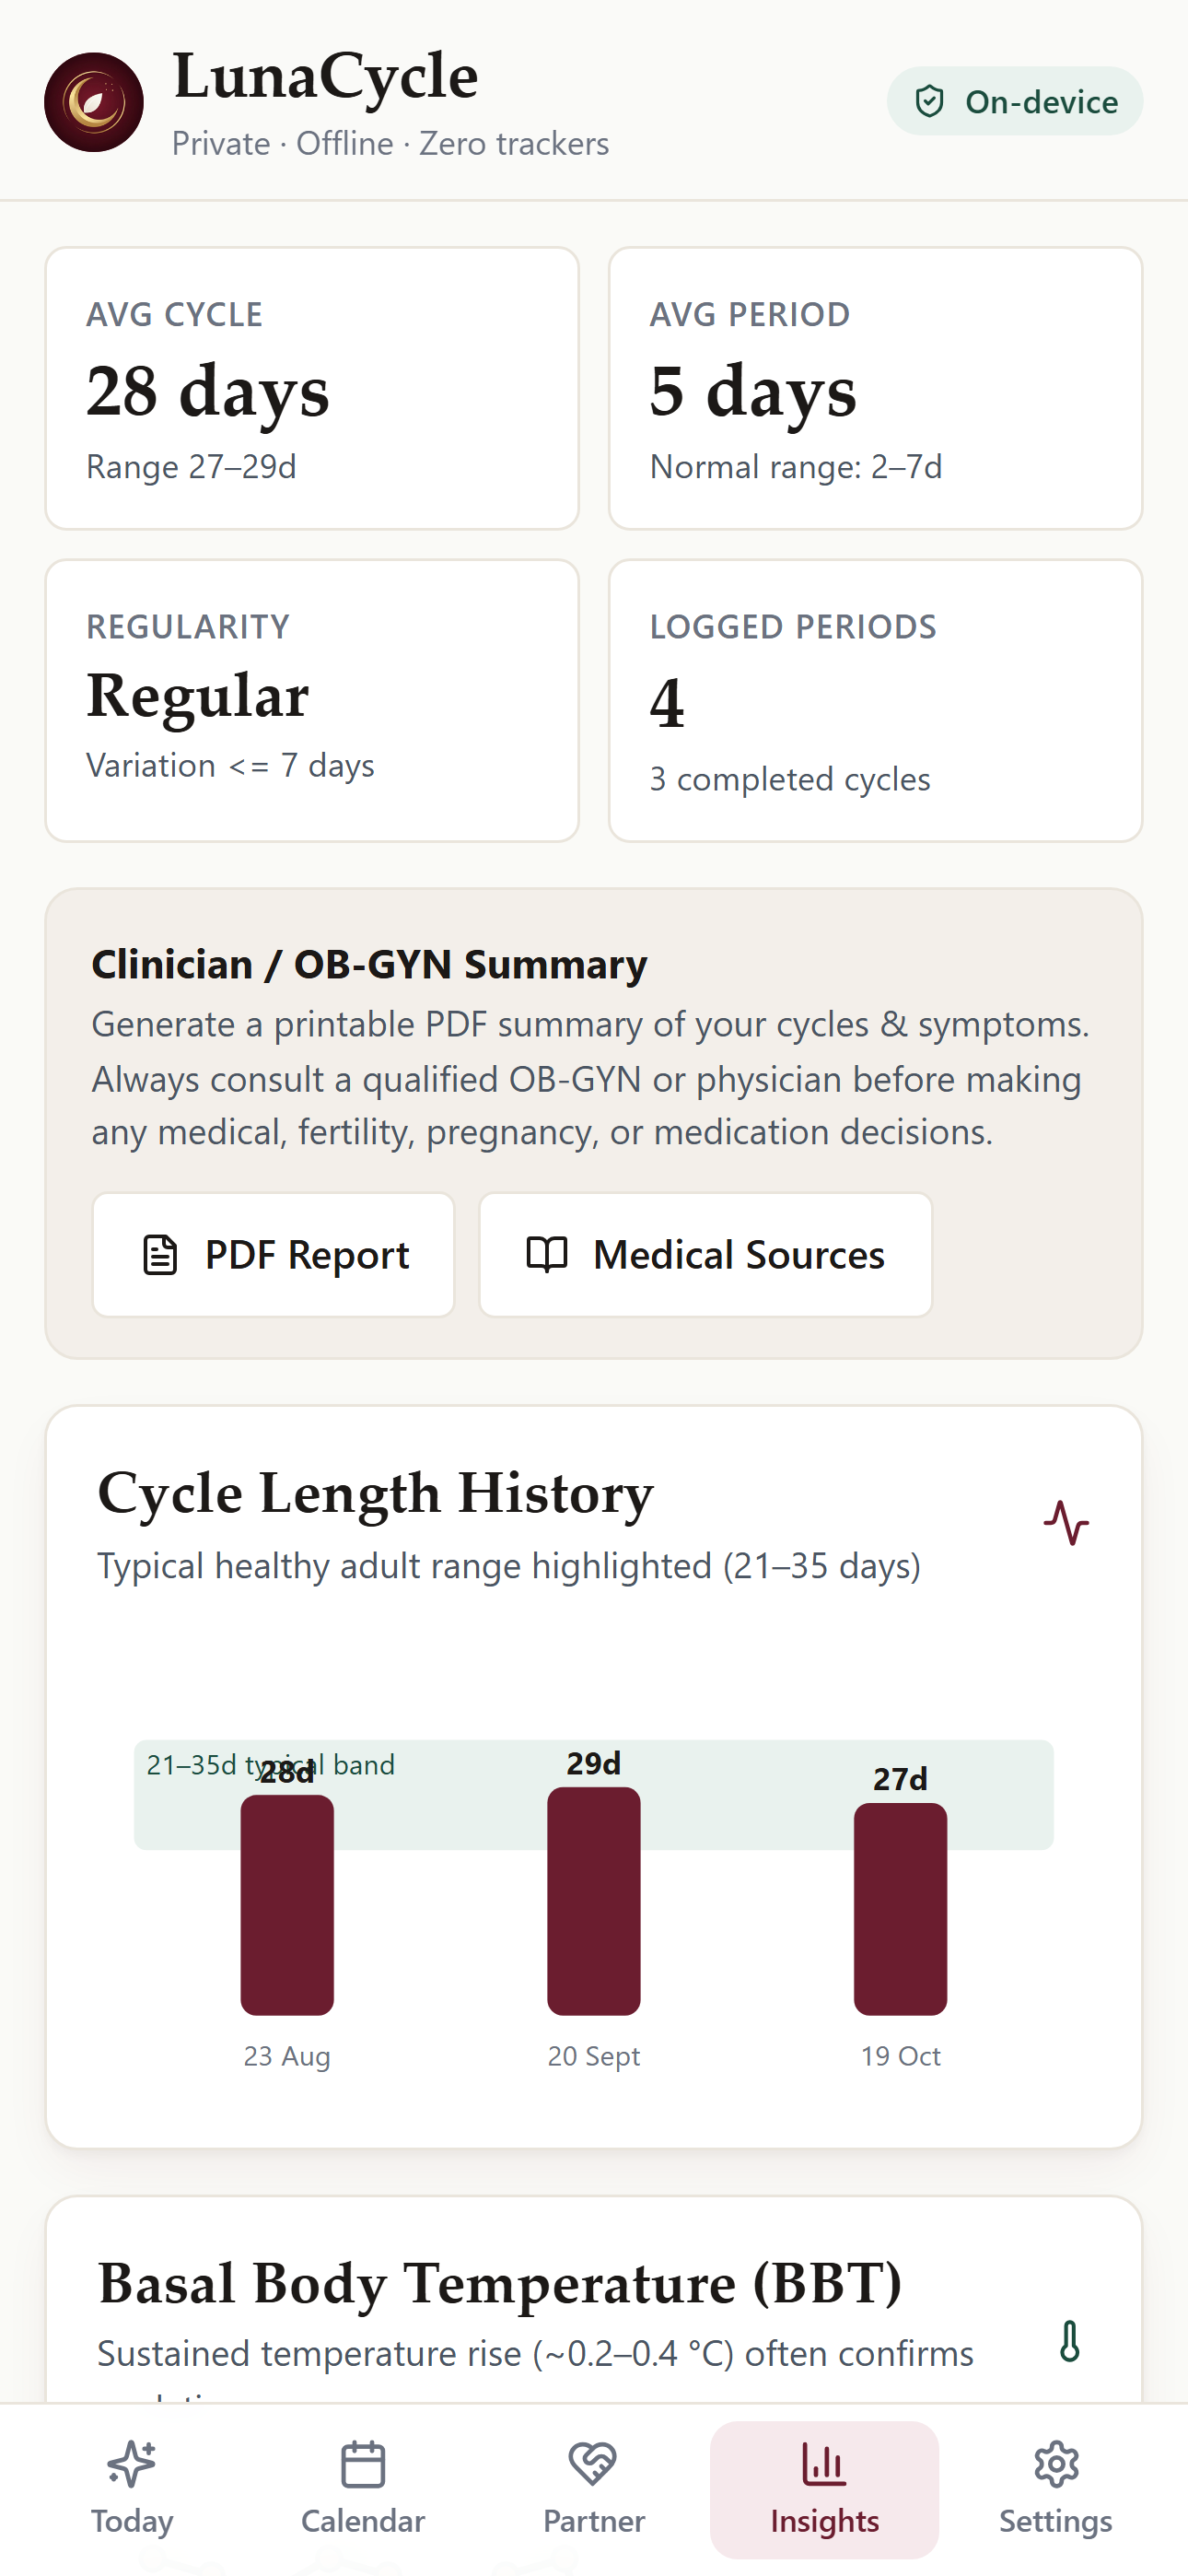 LunaCycle
Private · Offline · Zero trackers
On-device
AVG CYCLE
28 days
Range 27–29d
AVG PERIOD
5 days
Normal range: 2–7d
REGULARITY
Regular
Variation <= 7 days
LOGGED PERIODS
4
3 completed cycles
Clinician / OB-GYN Summary
Generate a printable PDF summary of your cycles & symptoms.
Always consult a qualified OB-GYN or physician before making
any medical, fertility, pregnancy, or medication decisions.
PDF Report
Medical Sources
Cycle Length History
Typical healthy adult range highlighted (21–35 days)
21–35d typical band
28d
29d
27d
23 Aug
20 Sept
19 Oct
Basal Body Temperature (BBT)
Sustained temperature rise (~0.2–0.4 °C) often confirms
Today
Calendar
Partner
Insights
Settings